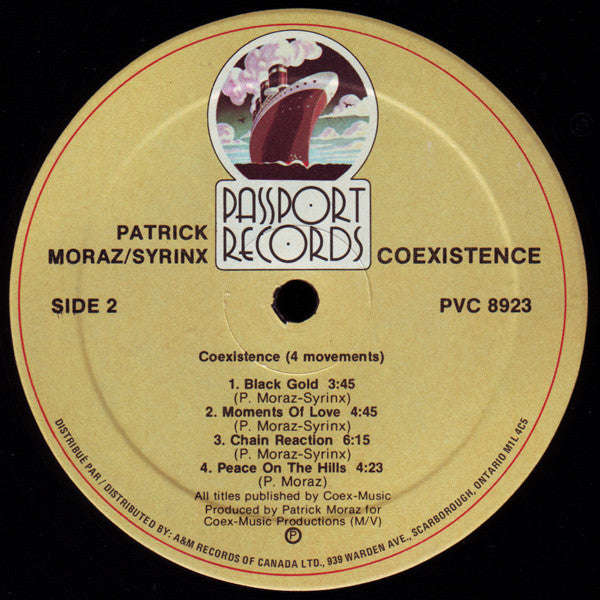 PASSPORT
RECORDS
PATRICK
MORAZ/SYRINX
COEXISTENCE
SIDE 2
PVC 8923
Coexistence (4 movements)
1. Black Gold 3:45
(P. Moraz-Syrinx)
2. Moments Of Love 4:45
(P. Moraz-Syrinx)
3. Chain Reaction 6:15
(P. Moraz-Syrinx)
4. Peace On The Hills 4:23
(P. Moraz)
All titles published by Coex-Music
Produced by Patrick Moraz for
Coex-Music Productions (M/V)
Ⓟ
DISTRIBUÉ PAR / DISTRIBUTED BY: A&M RECORDS OF CANADA LTD., 939 WARDEN AVE., SCARBOROUGH, ONTARIO M1L 4C5